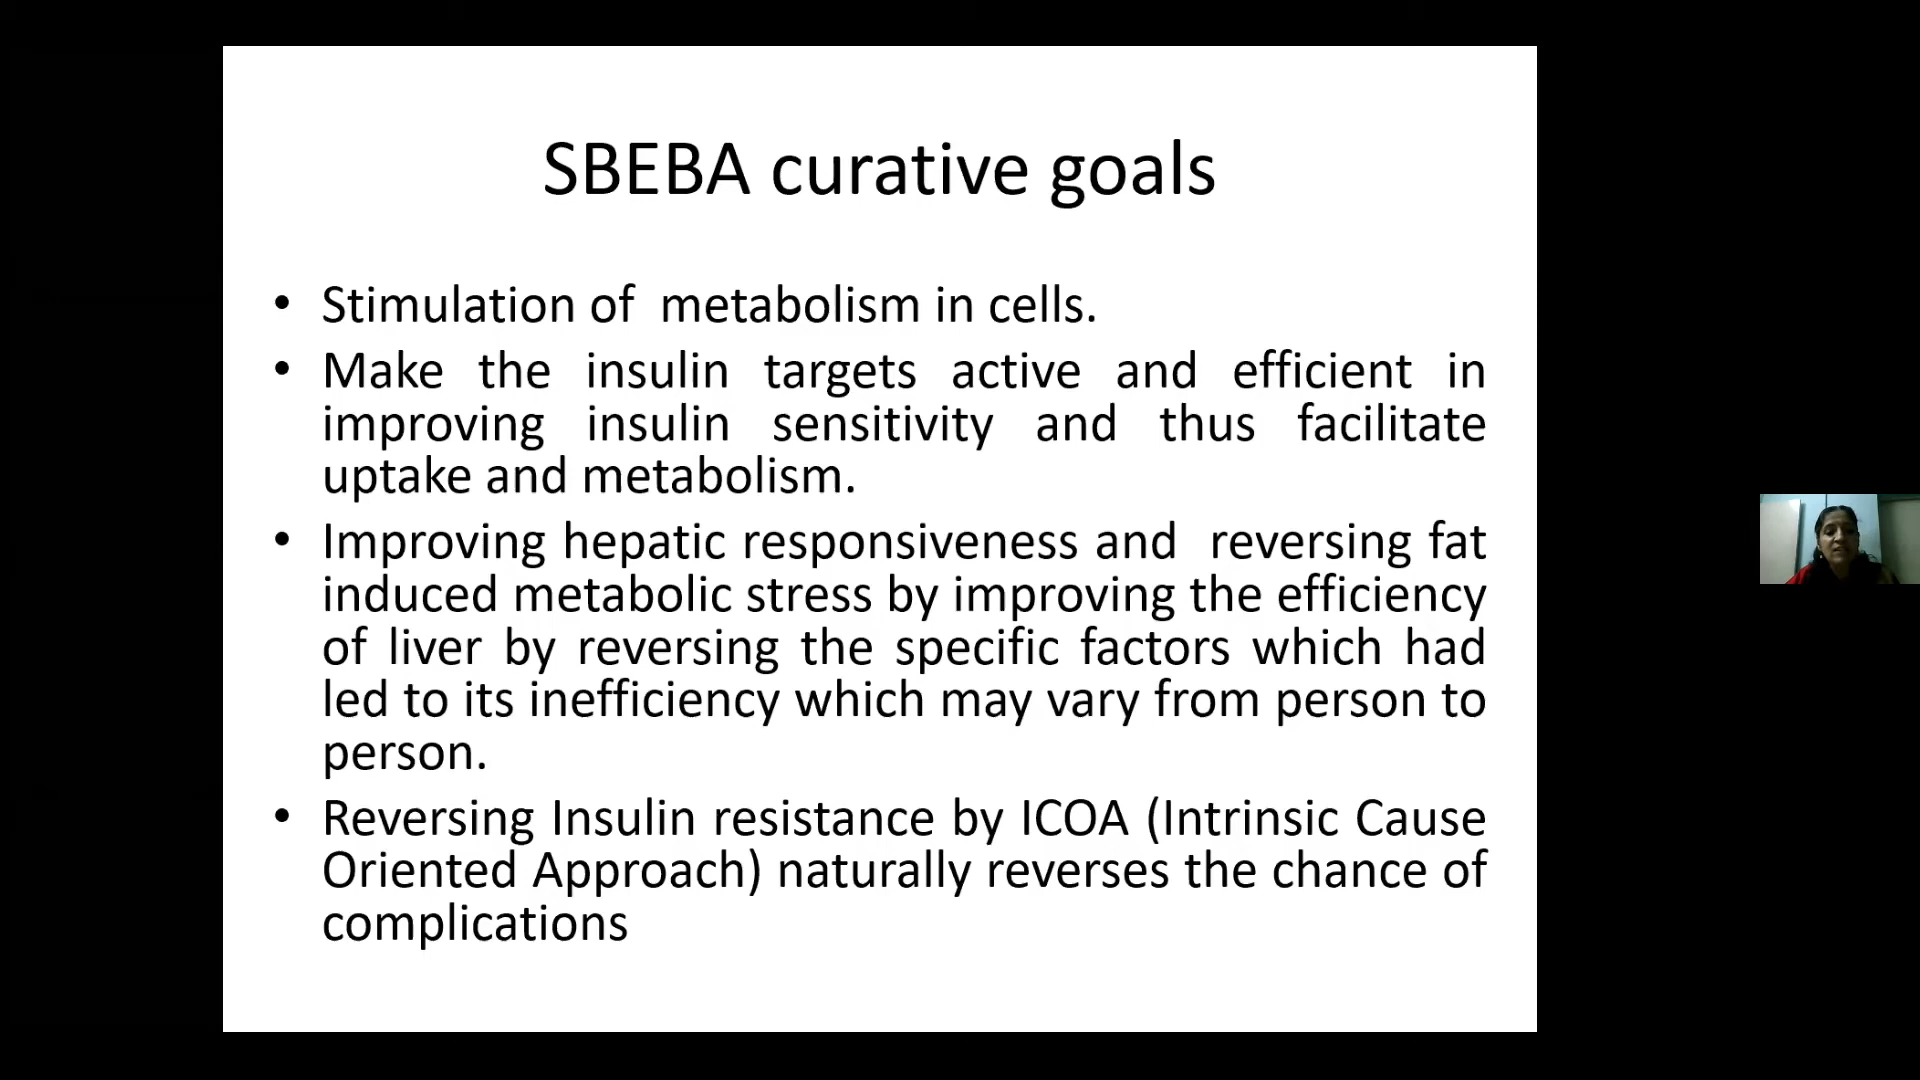 SBEBA curative goals
• Stimulation of  metabolism in cells.
• Make the insulin targets active and efficient in
improving insulin sensitivity and thus facilitate
uptake and metabolism.
• Improving hepatic responsiveness and  reversing fat
induced metabolic stress by improving the efficiency
of liver by reversing the specific factors which had
led to its inefficiency which may vary from person to
person.
• Reversing Insulin resistance by ICOA (Intrinsic Cause
Oriented Approach) naturally reverses the chance of
complications